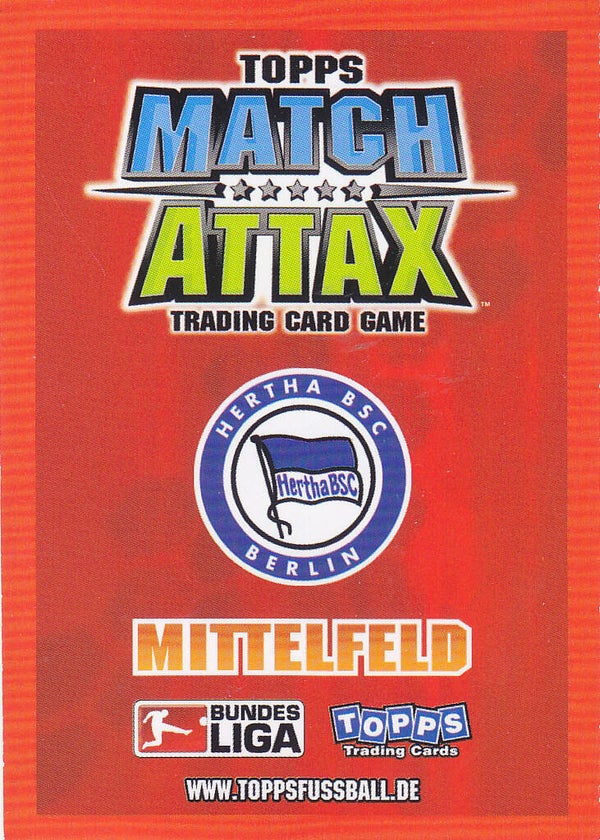 TOPPS
MATCH
ATTAX
™
TRADING CARD GAME
HERTHA BSC
HerthaBSC
BERLIN
MITTELFELD
BUNDES
LIGA
TOPPS
Trading Cards
WWW.TOPPSFUSSBALL.DE